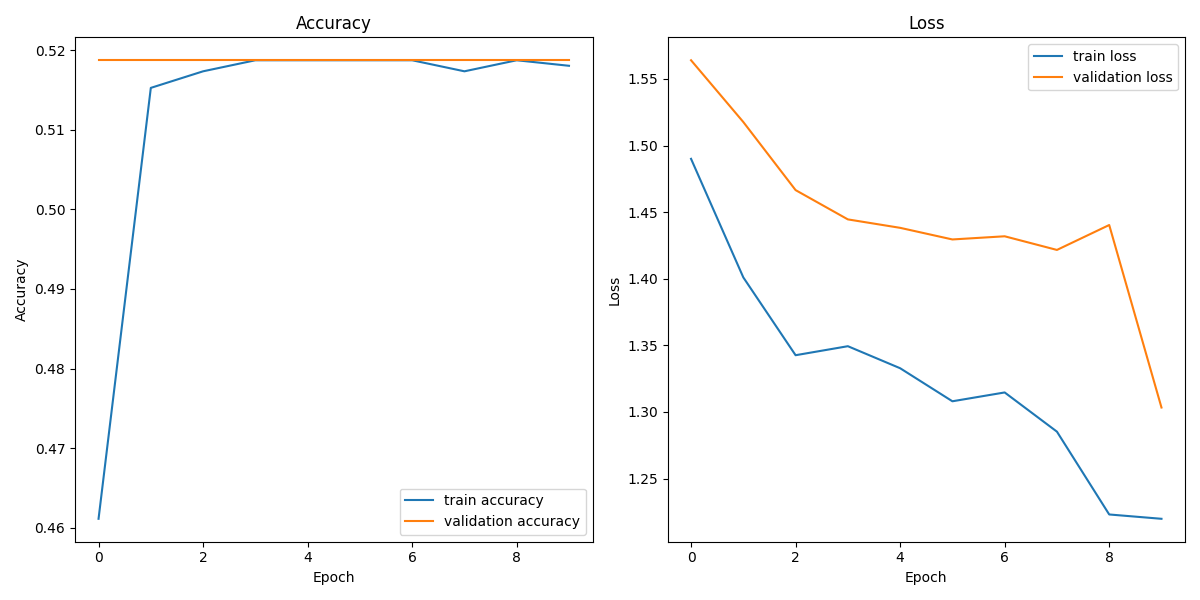 Accuracy
0.52
0.51
0.50
0.49
0.48
0.47
0.46
Accuracy
train accuracy
validation accuracy
0 2 4 6 8
Epoch
Loss
1.55
1.50
1.45
1.40
1.35
1.30
1.25
Loss
train loss
validation loss
0 2 4 6 8
Epoch